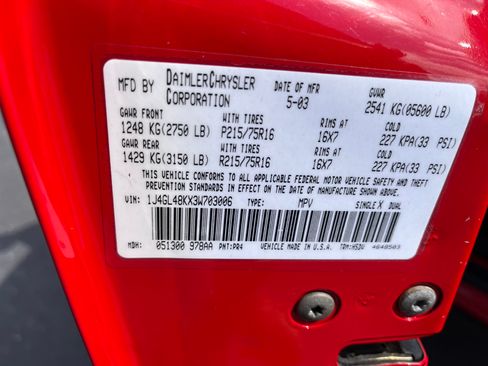 MFD BY DAIMLERCHRYSLER CORPORATION DATE OF MFR 5-03 GVWR 2541 KG(05600 LB)
GAWR FRONT WITH TIRES RIMS AT COLD
1248 KG(2750 LB) P215/75R16 16X7 227 KPA(33 PSI)
GAWR REAR WITH TIRES RIMS AT COLD
1429 KG(3150 LB) R215/75R16 16X7 227 KPA(33 PSI)
THIS VEHICLE CONFORMS TO ALL APPLICABLE FEDERAL MOTOR VEHICLE SAFETY AND THEFT
PREVENTION STANDARDS IN EFFECT ON THE DATE OF MANUFACTURE SHOWN ABOVE.
VIN: 1J4GL48KX3W703006 TYPE: MPV SINGLE X DUAL
MDH: 051300 978AA PNT:PR4 VEHICLE MADE IN U.S.A. TRM:HSDV 4648503